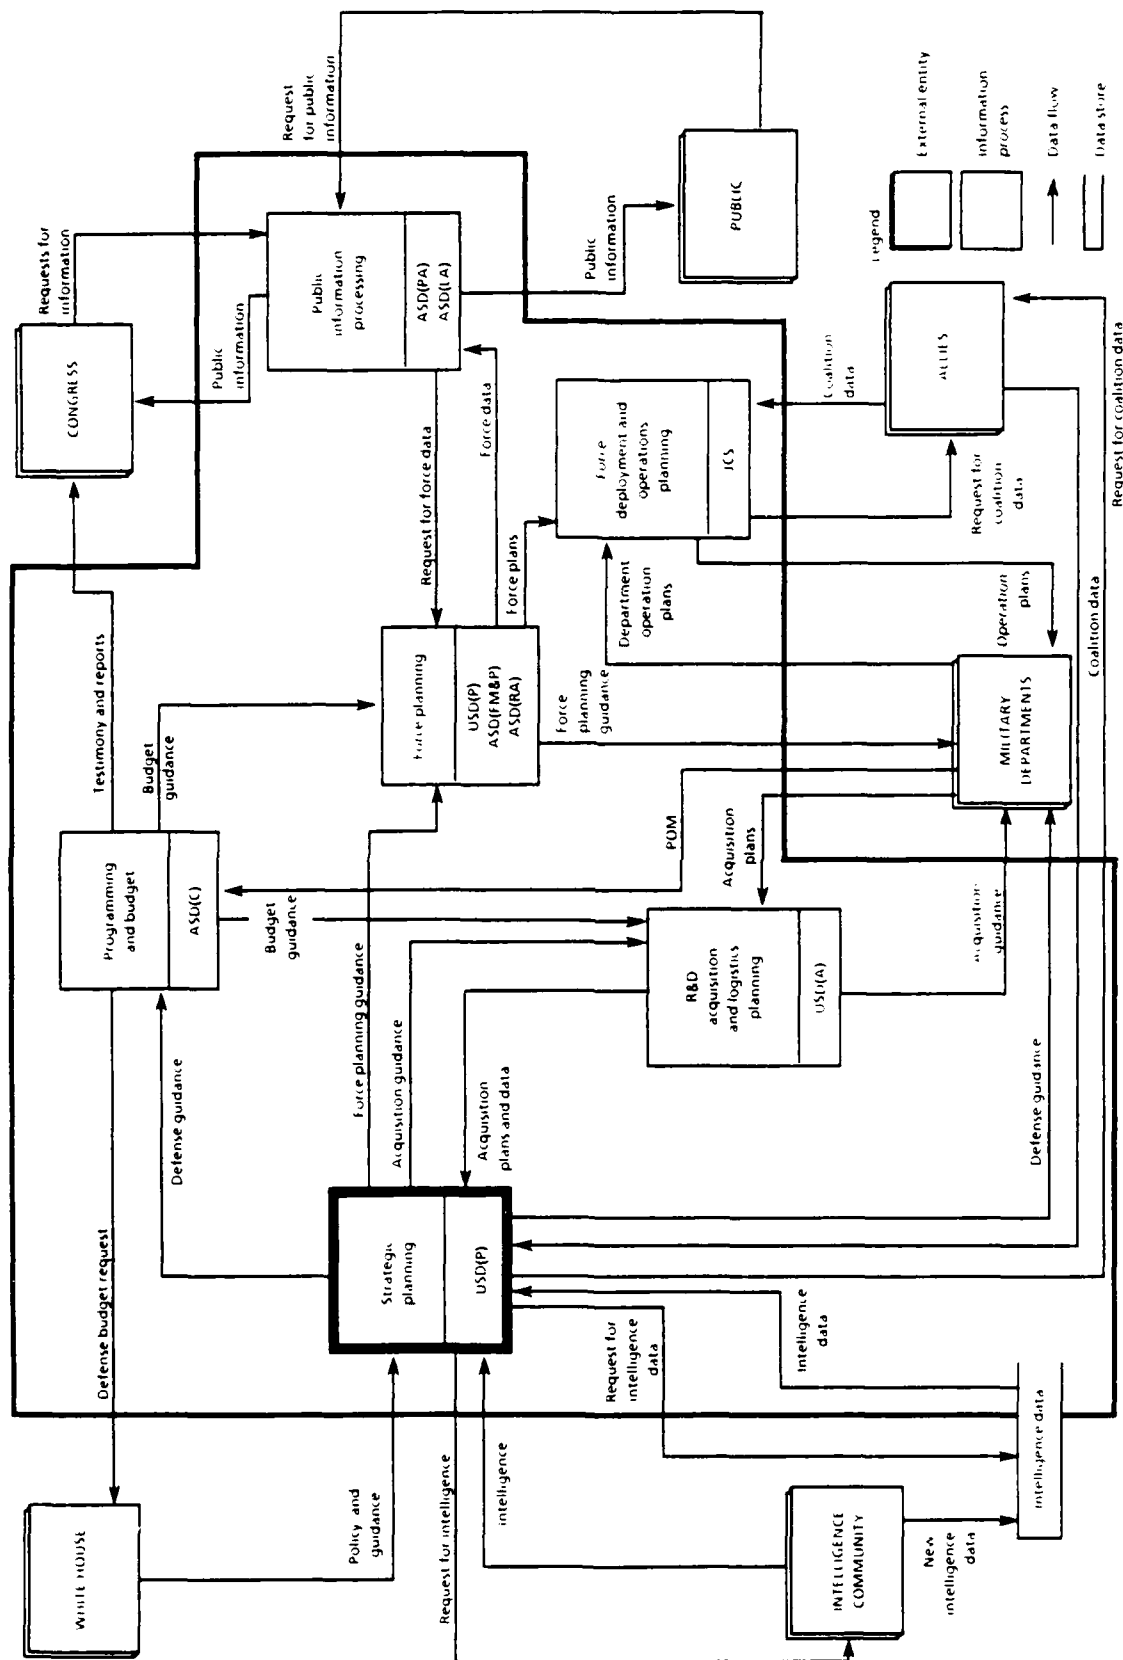 WHITE HOUSE
Defense budget request
Policy and
guidance
Request for intelligence
Intelligence
INTELLIGENCE
COMMUNITY
New
intelligence
data
Intelligence data
Request for
intelligence
data
Intelligence
data
Strategic
planning
USD(P)
Defense guidance
Force planning guidance
Acquisition guidance
Acquisition
plans and data
Programming
and budget
ASD(C)
Testimony and reports
Budget
guidance
Budget
guidance
POM
R&D
acquisition
and logistics
planning
USD(A)
Acquisition
plans
Acquisition
guidance
Defense guidance
Force planning
USD(P)
ASD(FM&P)
ASD(RA)
Force
planning
guidance
Force plans
Request for force data
Force data
Department
operation
plans
Operation
plans
MILITARY
DEPARTMENTS
Coalition data
Request for coalition data
CONGRESS
Requests for
information
Public
information
Public
information
processing
ASD(PA)
ASD(LA)
Request
for public
information
Public
information
PUBLIC
Force
deployment and
operations
planning
JCS
Coalition
data
Request for
coalition
data
ALLIES
Legend
External entity
Information
process
Data flow
Data store